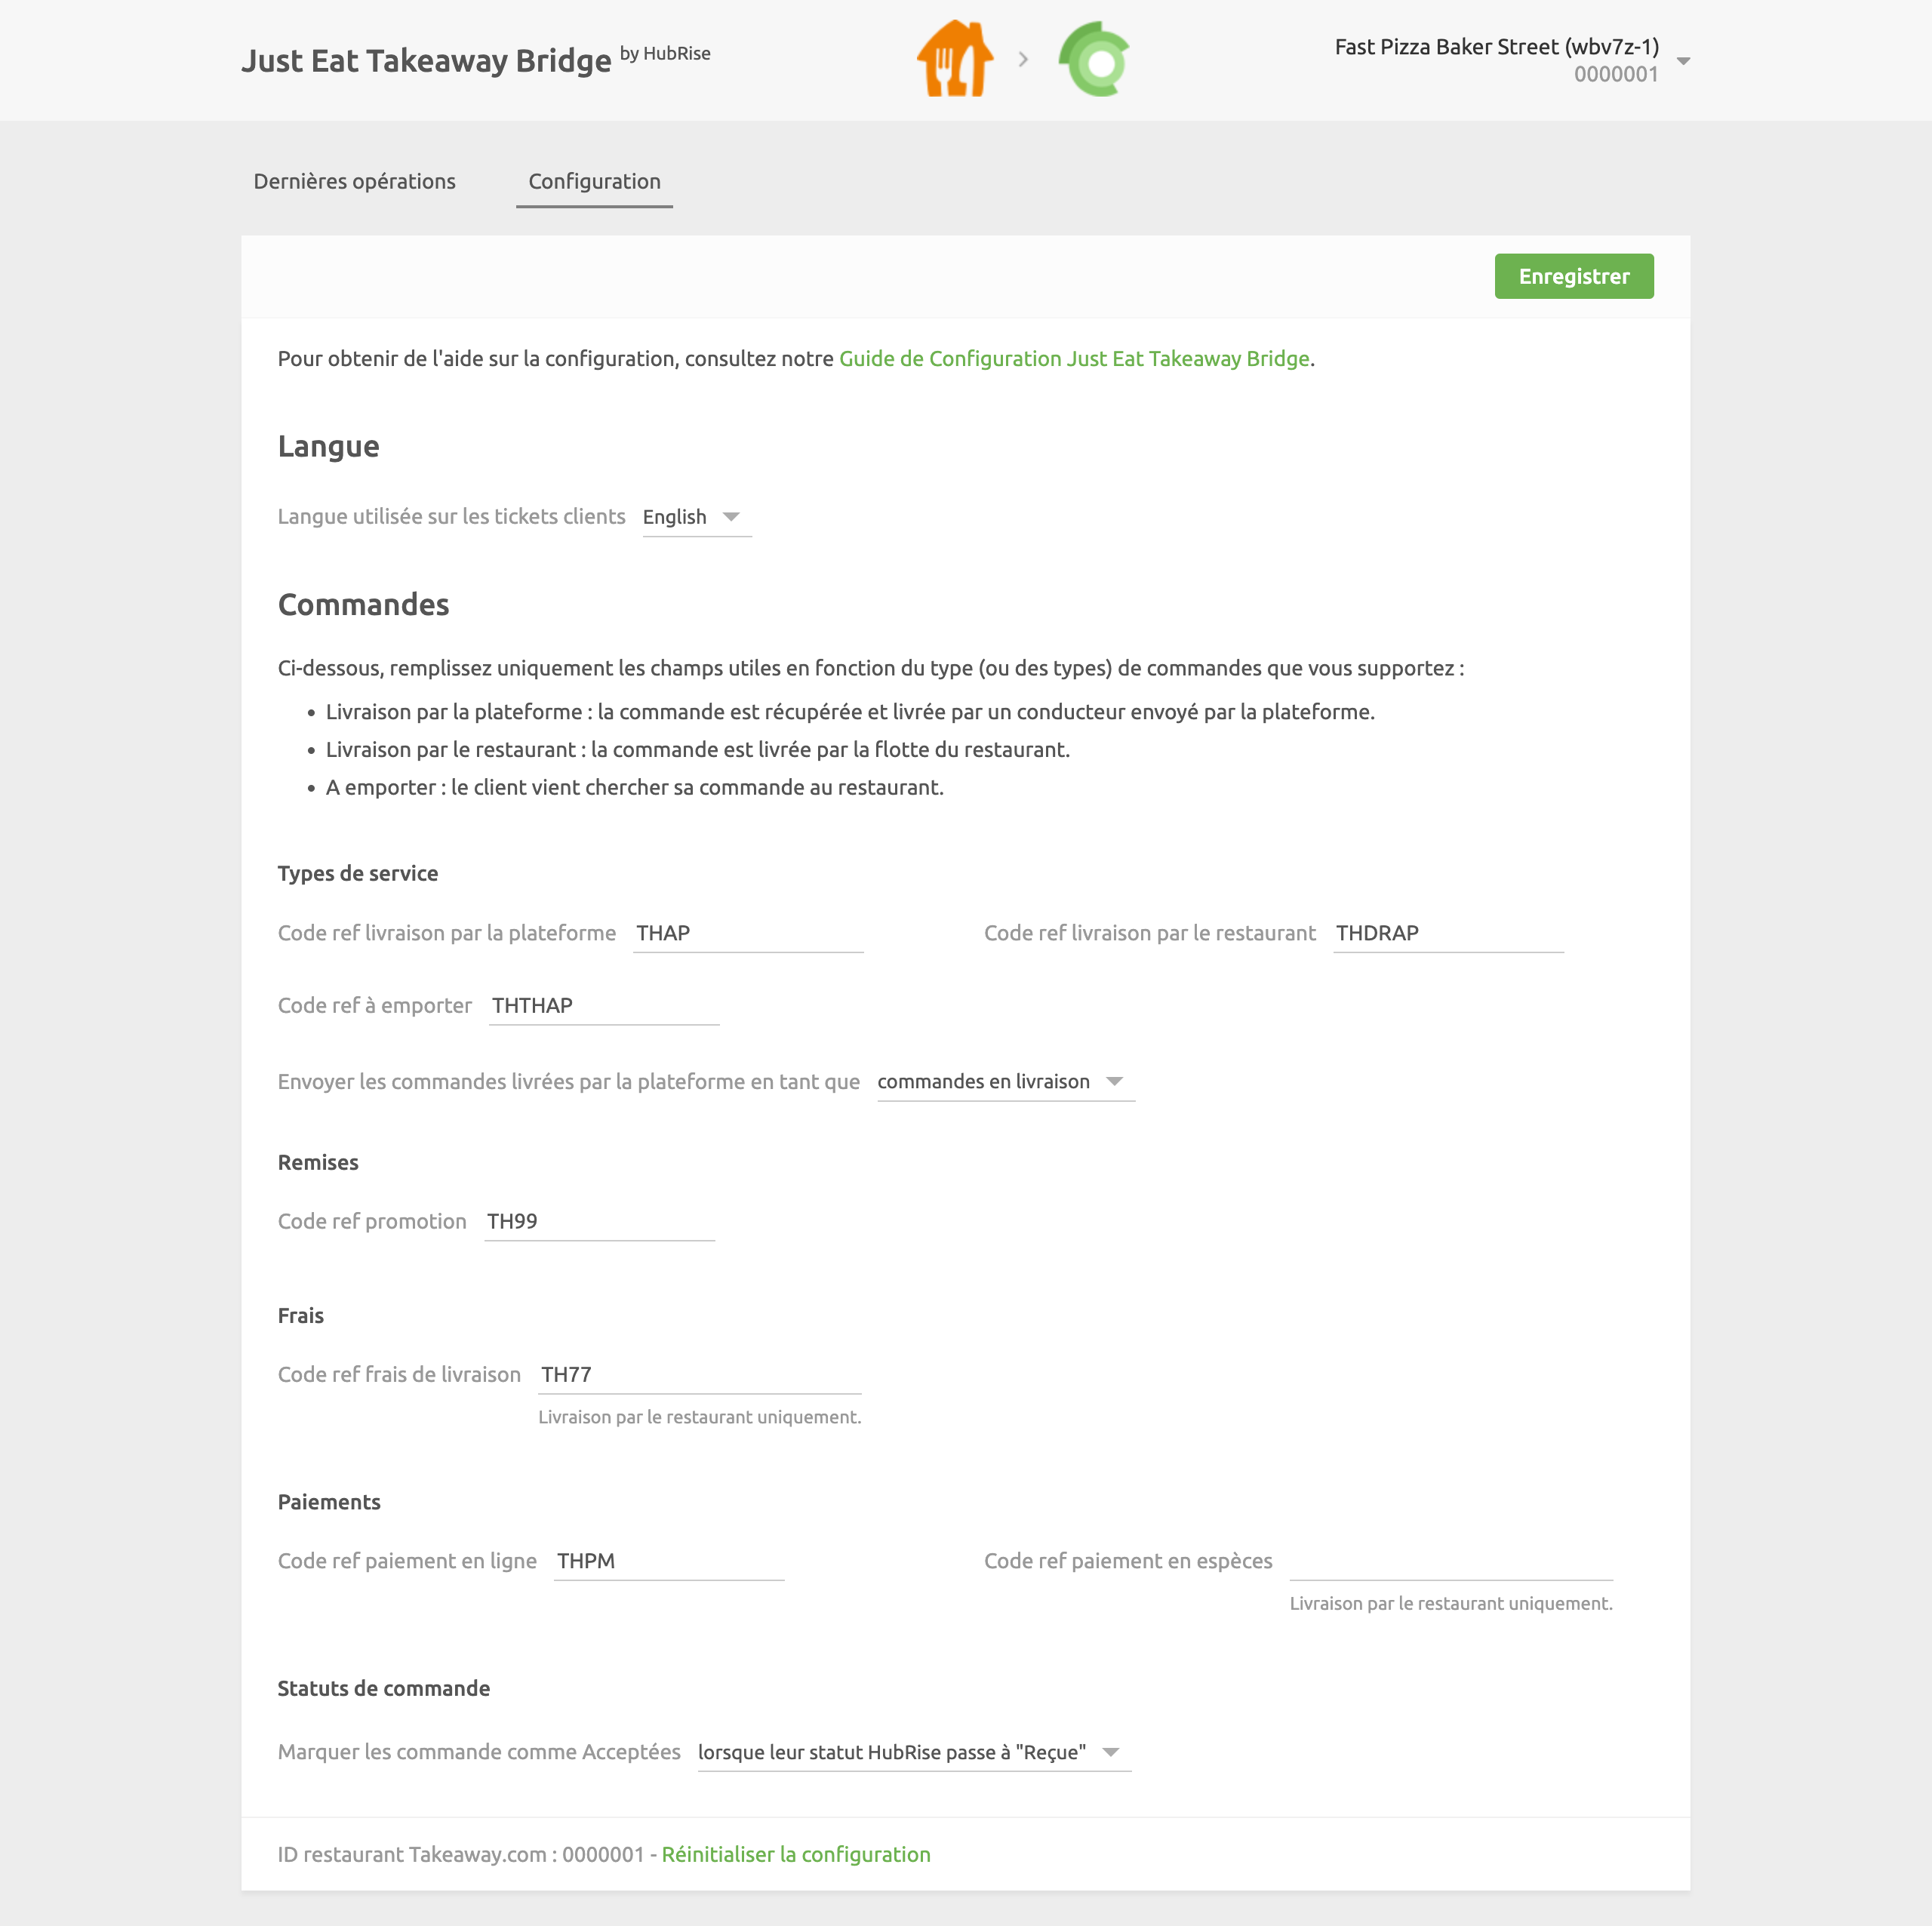 Just Eat Takeaway Bridge by HubRise
Fast Pizza Baker Street (wbv7z-1)
0000001
Dernières opérations
Configuration
Enregistrer
Pour obtenir de l'aide sur la configuration, consultez notre Guide de Configuration Just Eat Takeaway Bridge.
Langue
Langue utilisée sur les tickets clients English
Commandes
Ci-dessous, remplissez uniquement les champs utiles en fonction du type (ou des types) de commandes que vous supportez :
• Livraison par la plateforme : la commande est récupérée et livrée par un conducteur envoyé par la plateforme.
• Livraison par le restaurant : la commande est livrée par la flotte du restaurant.
• A emporter : le client vient chercher sa commande au restaurant.
Types de service
Code ref livraison par la plateforme THAP
Code ref livraison par le restaurant THDRAP
Code ref à emporter THTHAP
Envoyer les commandes livrées par la plateforme en tant que commandes en livraison
Remises
Code ref promotion TH99
Frais
Code ref frais de livraison TH77
Livraison par le restaurant uniquement.
Paiements
Code ref paiement en ligne THPM
Code ref paiement en espèces
Livraison par le restaurant uniquement.
Statuts de commande
Marquer les commande comme Acceptées lorsque leur statut HubRise passe à "Reçue"
ID restaurant Takeaway.com : 0000001 - Réinitialiser la configuration